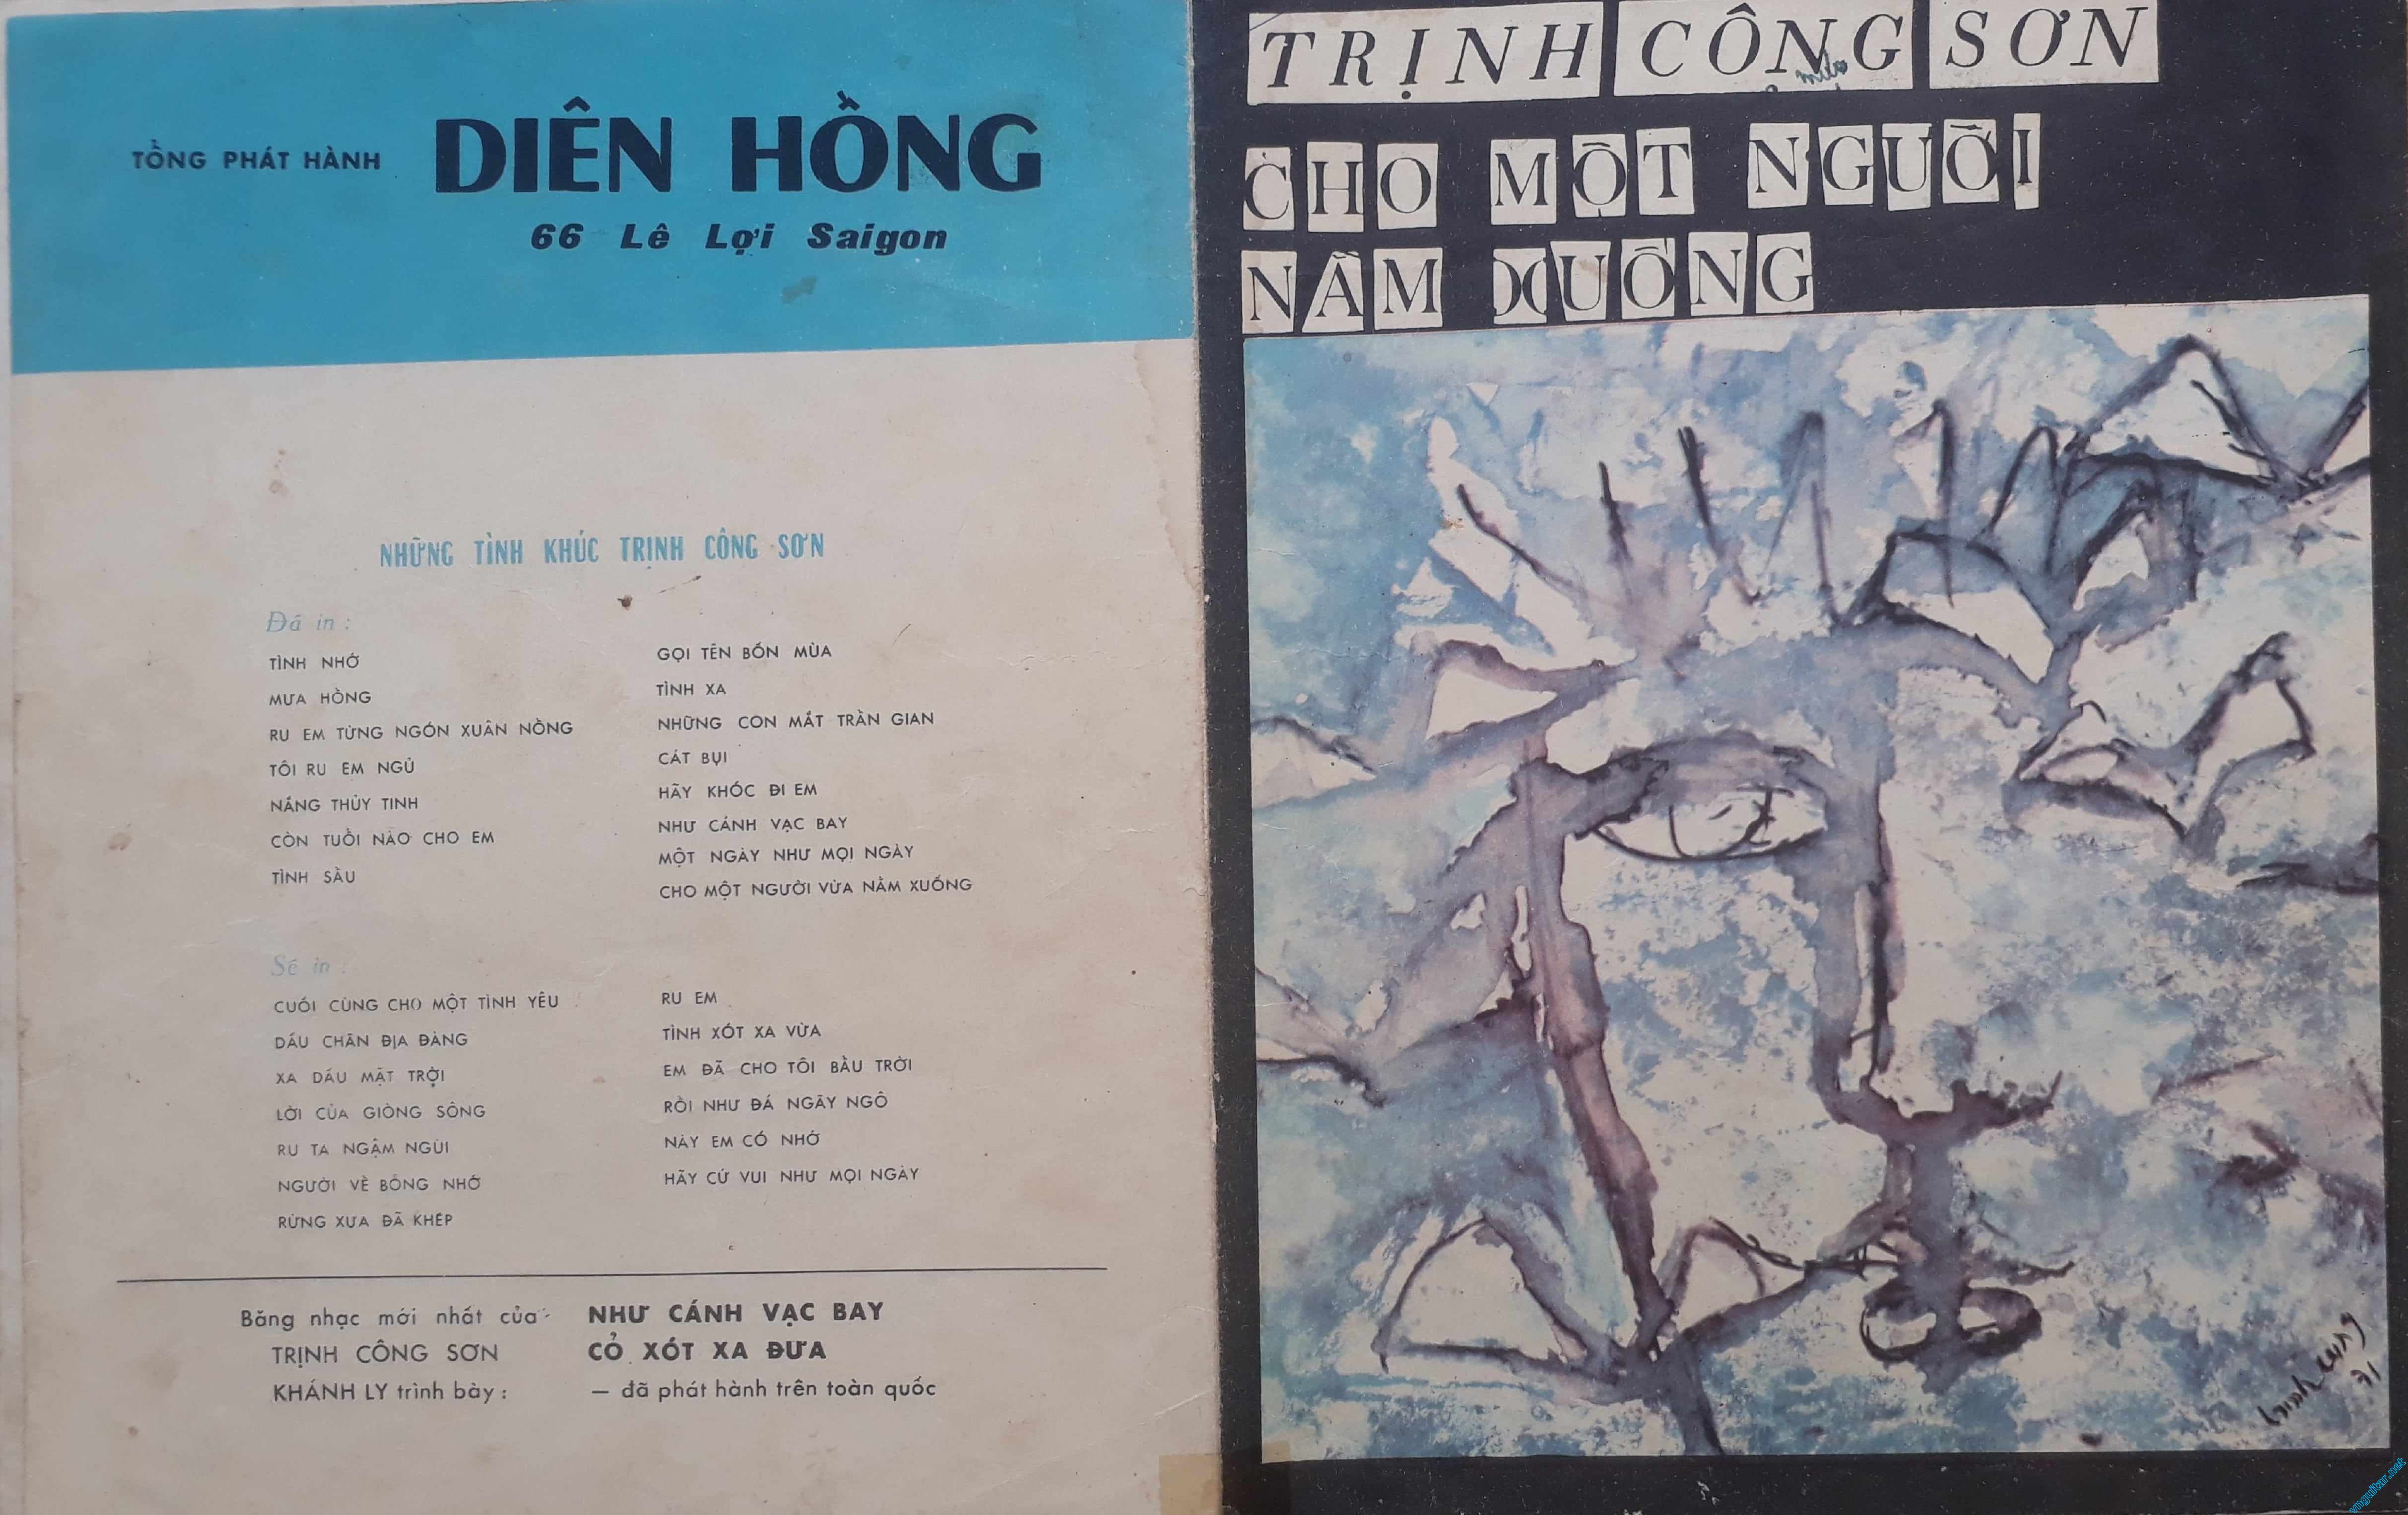 TỔNG PHÁT HÀNH DIÊN HỒNG
66 Lê Lợi Saigon
NHỮNG TÌNH KHÚC TRỊNH CÔNG SƠN
Đã in :
TÌNH NHỚ
MƯA HỒNG
RU EM TỪNG NGÓN XUÂN NỒNG
TÔI RU EM NGỦ
NẮNG THỦY TINH
CÒN TUỔI NÀO CHO EM
TÌNH SẦU
GỌI TÊN BỐN MÙA
TÌNH XA
NHỮNG CON MẮT TRẦN GIAN
CÁT BỤI
HÃY KHÓC ĐI EM
NHƯ CÁNH VẠC BAY
MỘT NGÀY NHƯ MỌI NGÀY
CHO MỘT NGƯỜI VỪA NẰM XUỐNG
Sẽ in :
CUỐI CÙNG CHO MỘT TÌNH YÊU
DẤU CHÂN ĐỊA ĐÀNG
XA DẤU MẶT TRỜI
LỜI CỦA GIÒNG SÔNG
RU TA NGẬM NGÙI
NGƯỜI VỀ BỖNG NHỚ
RỪNG XƯA ĐÃ KHÉP
RU EM
TÌNH XÓT XA VỪA
EM ĐÃ CHO TÔI BẦU TRỜI
RỒI NHƯ ĐÁ NGÂY NGÔ
NÀY EM CÓ NHỚ
HÃY CỨ VUI NHƯ MỌI NGÀY
Băng nhạc mới nhất của NHƯ CÁNH VẠC BAY
TRỊNH CÔNG SƠN CỎ XÓT XA ĐƯA
KHÁNH LY trình bày : — đã phát hành trên toàn quốc
TRỊNH CÔNG SƠN
CHO MỘT NGƯỜI
NẰM XUỐNG
trinh cung
71
vnguitar.net